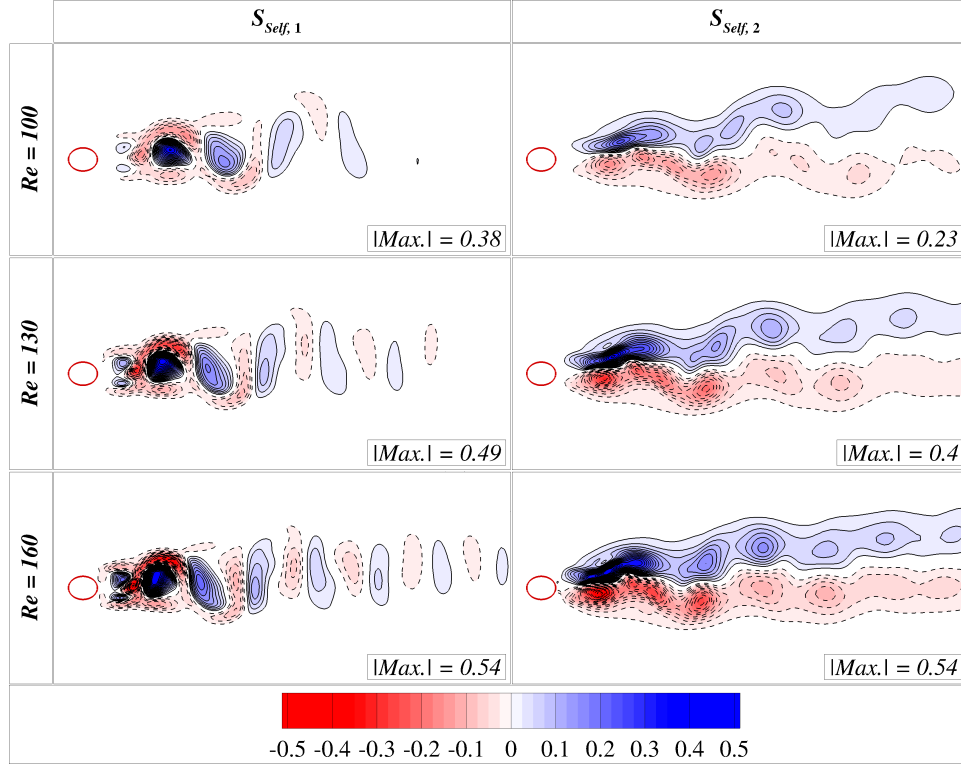 S_Self, 1 S_Self, 2
Re = 100
|Max.| = 0.38 |Max.| = 0.23
Re = 130
|Max.| = 0.49 |Max.| = 0.4
Re = 160
|Max.| = 0.54 |Max.| = 0.54
-0.5 -0.4 -0.3 -0.2 -0.1 0 0.1 0.2 0.3 0.4 0.5